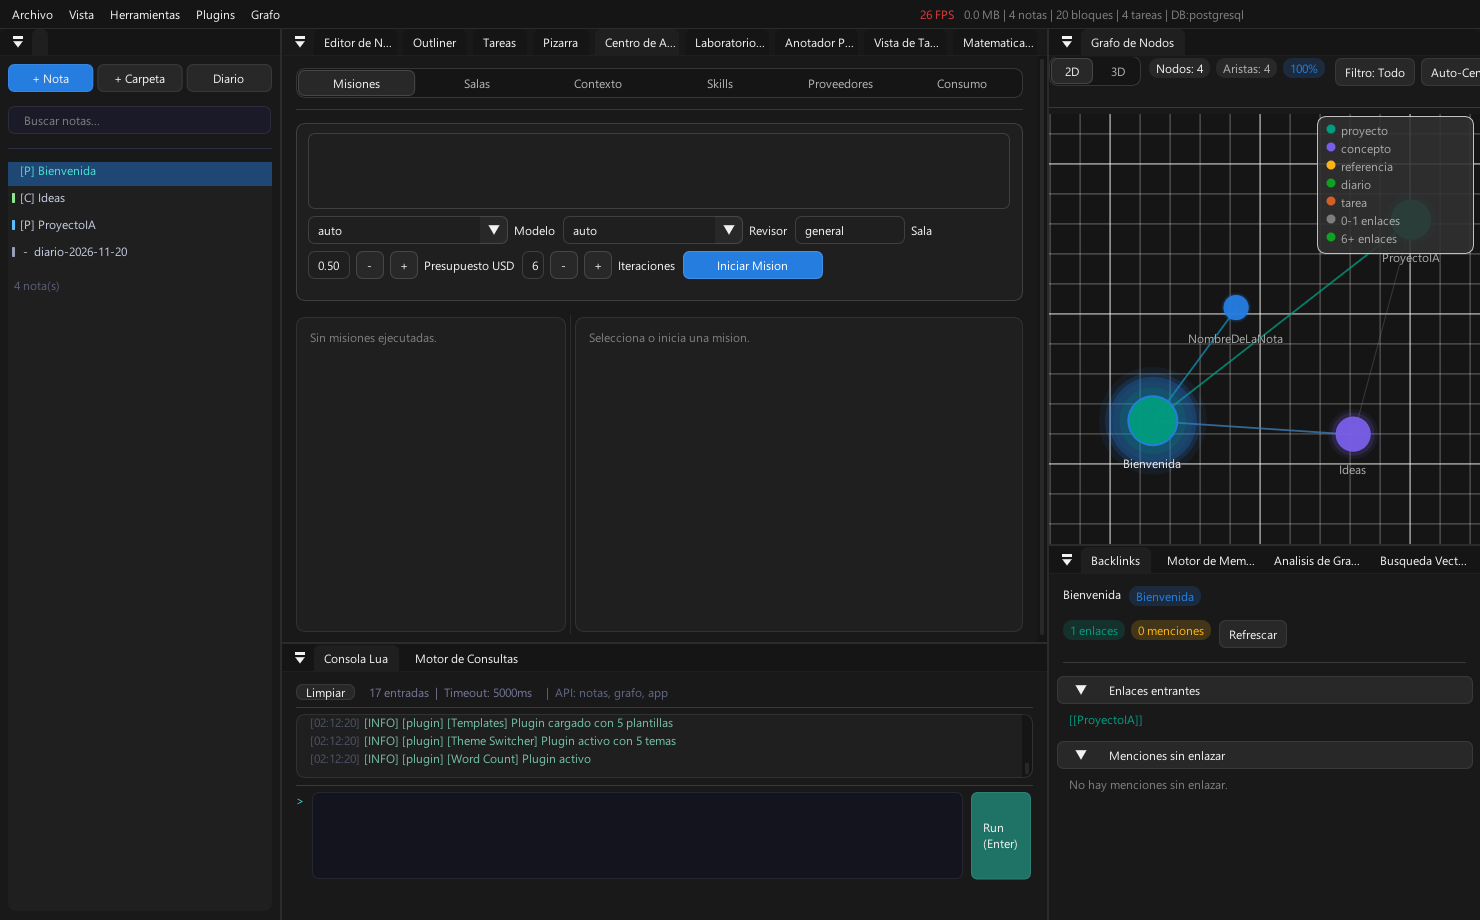 Archivo Vista Herramientas Plugins Grafo
26 FPS 0.0 MB | 4 notas | 20 bloques | 4 tareas | DB:postgresql
+ Nota + Carpeta Diario
Buscar notas...
[P] Bienvenida
[C] Ideas
[P] ProyectoIA
- diario-2026-11-20
4 nota(s)
Editor de N... Outliner Tareas Pizarra Centro de A... Laboratorio... Anotador P... Vista de Ta... Matematica...
Misiones Salas Contexto Skills Proveedores Consumo
auto Modelo auto Revisor general Sala
0.50 - + Presupuesto USD 6 - + Iteraciones Iniciar Mision
Sin misiones ejecutadas.
Selecciona o inicia una mision.
Consola Lua Motor de Consultas
Limpiar 17 entradas | Timeout: 5000ms | API: notas, grafo, app
[02:12:20] [INFO] [plugin] [Templates] Plugin cargado con 5 plantillas
[02:12:20] [INFO] [plugin] [Theme Switcher] Plugin activo con 5 temas
[02:12:20] [INFO] [plugin] [Word Count] Plugin activo
>
Run
(Enter)
Grafo de Nodos
2D 3D Nodos: 4 Aristas: 4 100% Filtro: Todo Auto-Cen
proyecto
concepto
referencia
diario
tarea
0-1 enlaces
6+ enlaces
ProyectoIA
NombreDeLaNota
Bienvenida
Ideas
Backlinks Motor de Mem... Analisis de Gra... Busqueda Vect...
Bienvenida Bienvenida
1 enlaces 0 menciones Refrescar
Enlaces entrantes
[[ProyectoIA]]
Menciones sin enlazar
No hay menciones sin enlazar.